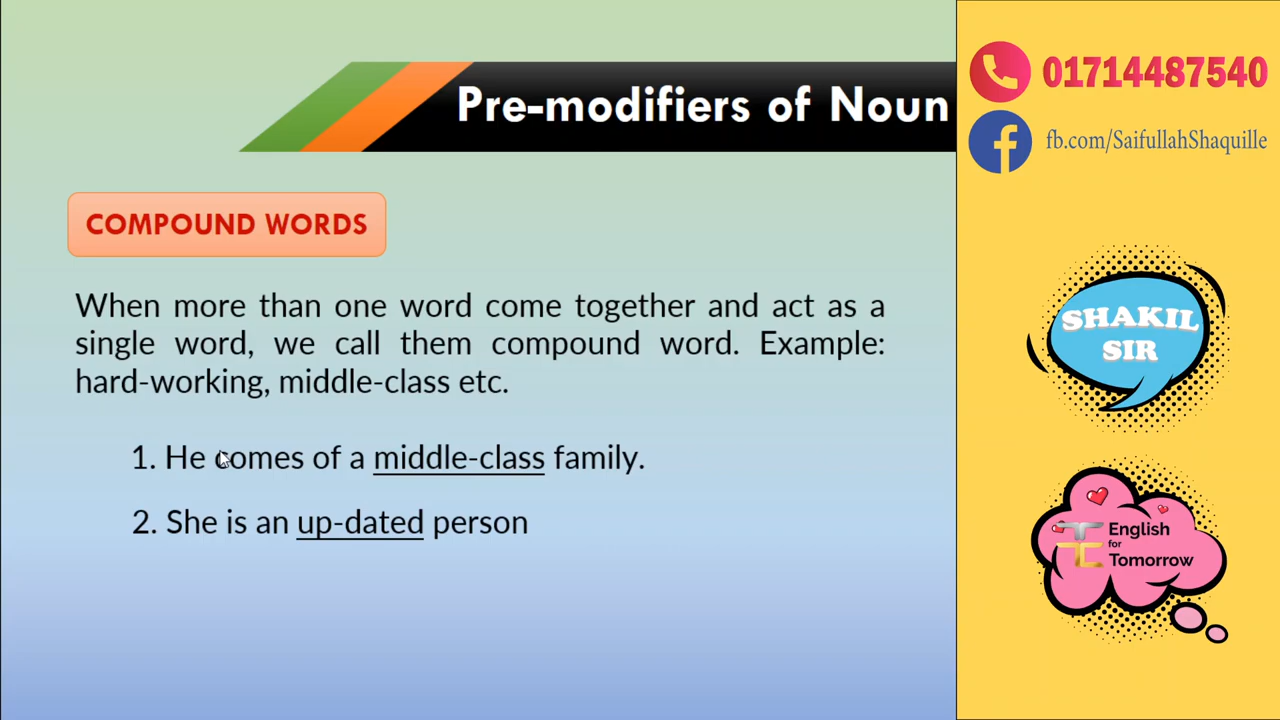 Pre-modifiers of Noun
COMPOUND WORDS
When more than one word come together and act as a
single word, we call them compound word. Example:
hard-working, middle-class etc.
1. He comes of a middle-class family.
2. She is an up-dated person
01714487540
fb.com/SaifullahShaquille
SHAKIL
SIR
English
for
Tomorrow